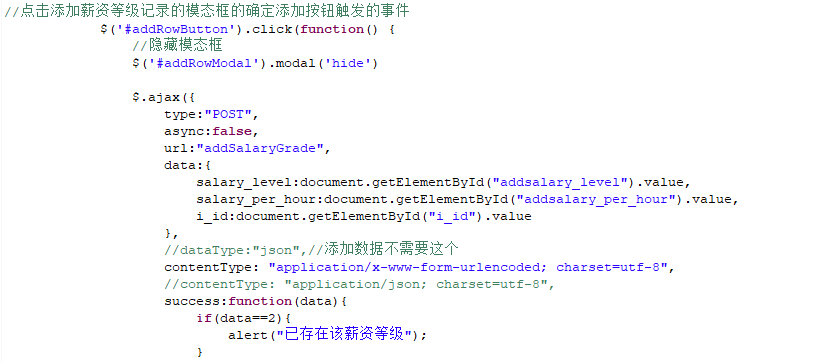 //点击添加薪资等级记录的模态框的确定添加按钮触发的事件
$('#addRowButton').click(function() {
//隐藏模态框
$('#addRowModal').modal('hide')
$.ajax({
type:"POST",
async:false,
url:"addSalaryGrade",
data:{
salary_level:document.getElementById("addsalary_level").value,
salary_per_hour:document.getElementById("addsalary_per_hour").value,
i_id:document.getElementById("i_id").value
},
//dataType:"json",//添加数据不需要这个
contentType: "application/x-www-form-urlencoded; charset=utf-8",
//contentType: "application/json; charset=utf-8",
success:function(data){
if(data==2){
alert("已存在该薪资等级");
}